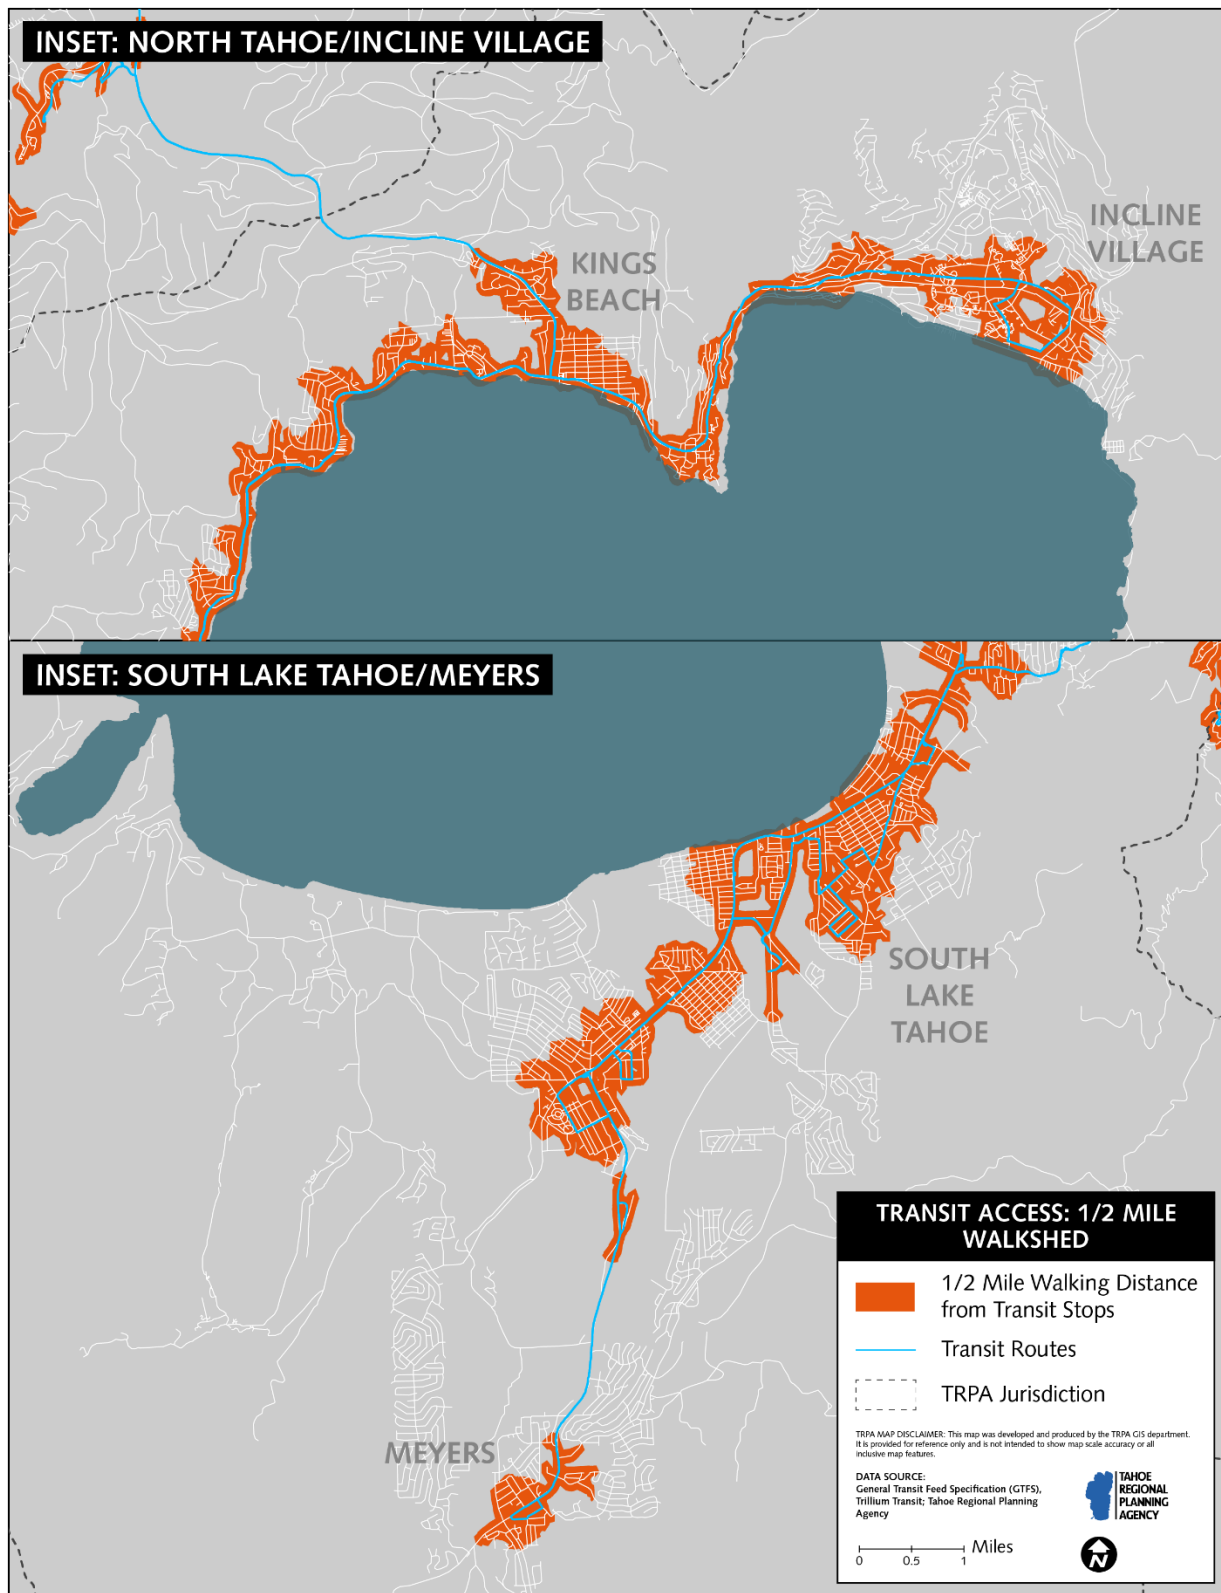 INSET: NORTH TAHOE/INCLINE VILLAGE
INCLINE
VILLAGE
KINGS
BEACH
INSET: SOUTH LAKE TAHOE/MEYERS
SOUTH
LAKE
TAHOE
MEYERS
TRANSIT ACCESS: 1/2 MILE
WALKSHED
1/2 Mile Walking Distance
from Transit Stops
Transit Routes
TRPA Jurisdiction
TRPA MAP DISCLAIMER: This map was developed and produced by the TRPA GIS department.
It is provided for reference only and is not intended to show map scale accuracy or all
inclusive map features.
DATA SOURCE:
General Transit Feed Specification (GTFS),
Trillium Transit; Tahoe Regional Planning
Agency
TAHOE
REGIONAL
PLANNING
AGENCY
Miles
0 0.5 1
N